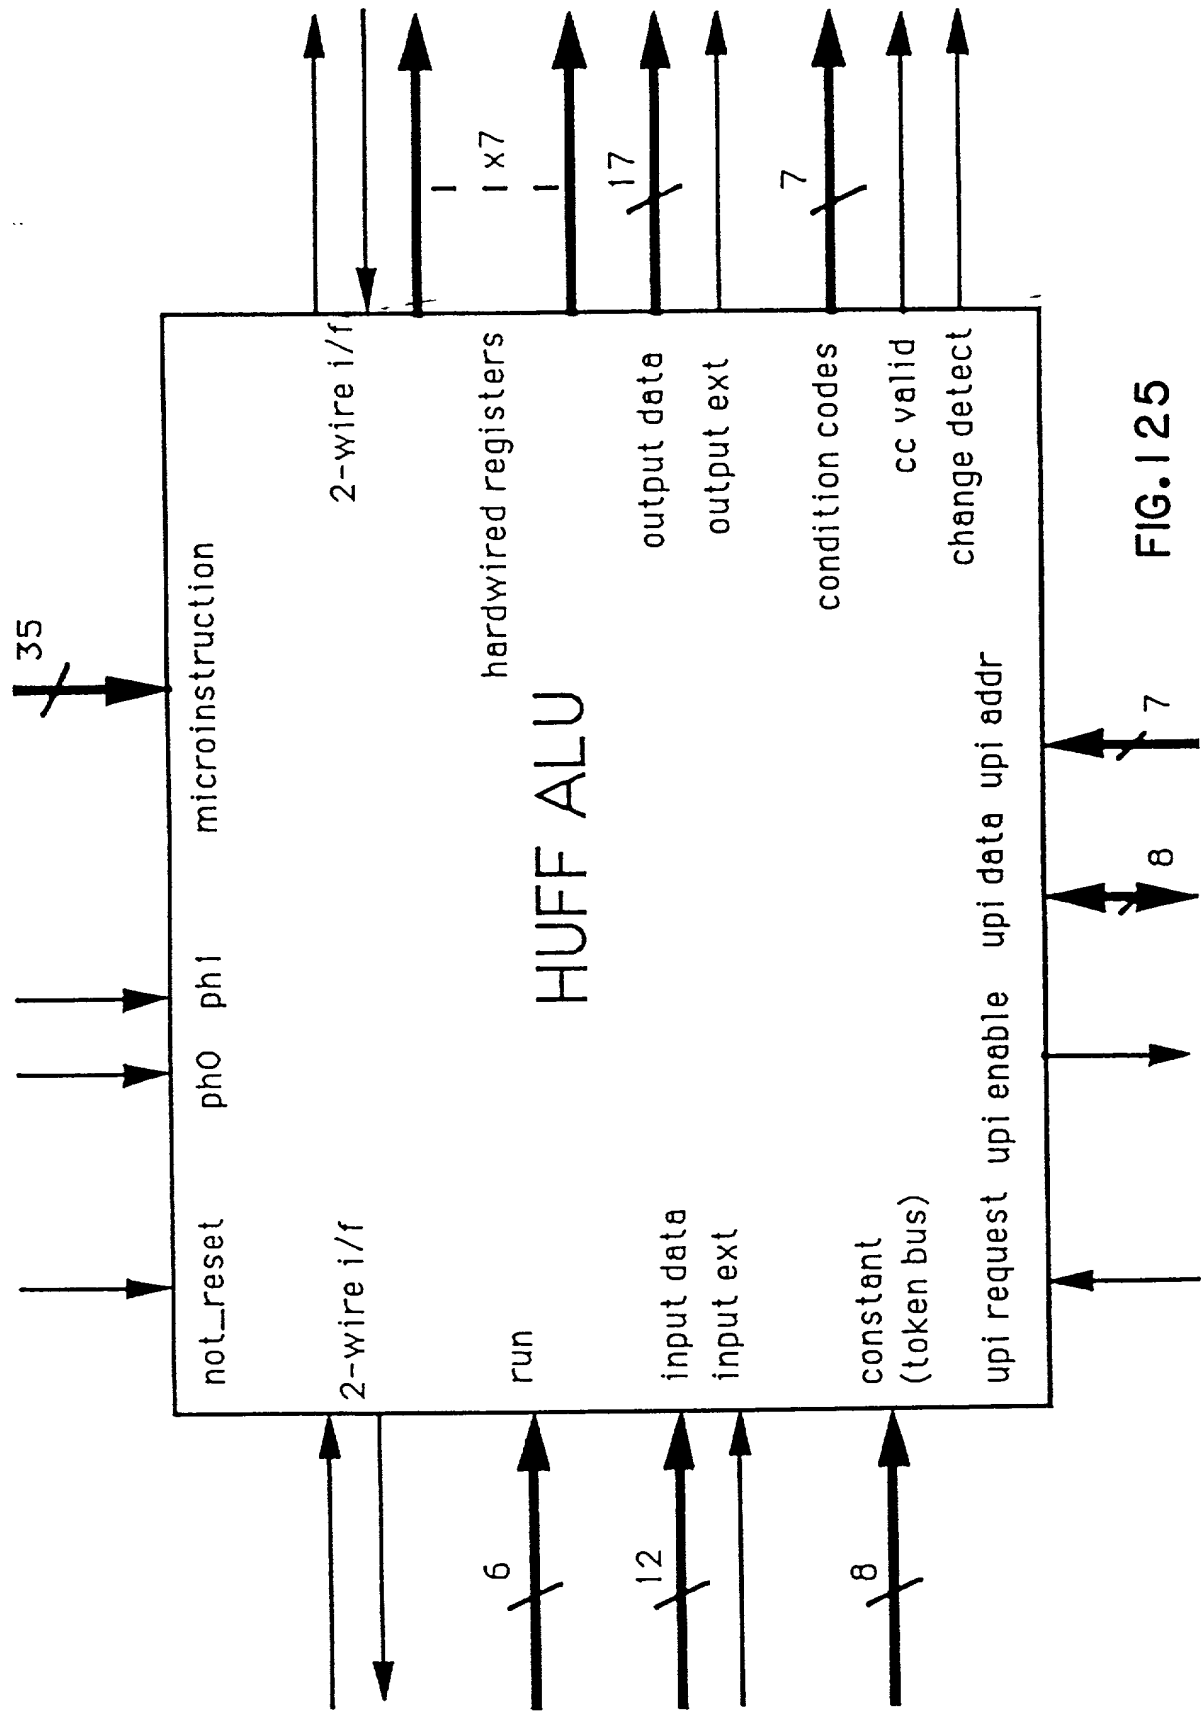 35
not_reset
ph0
ph1
microinstruction
2-wire i/f
2-wire i/f
6
run
HUFF ALU
hardwired registers
x7
12
input data
output data
17
input ext
output ext
8
constant
(token bus)
condition codes
7
cc valid
change detect
upi request
upi enable
upi data
upi addr
8
7
FIG.125